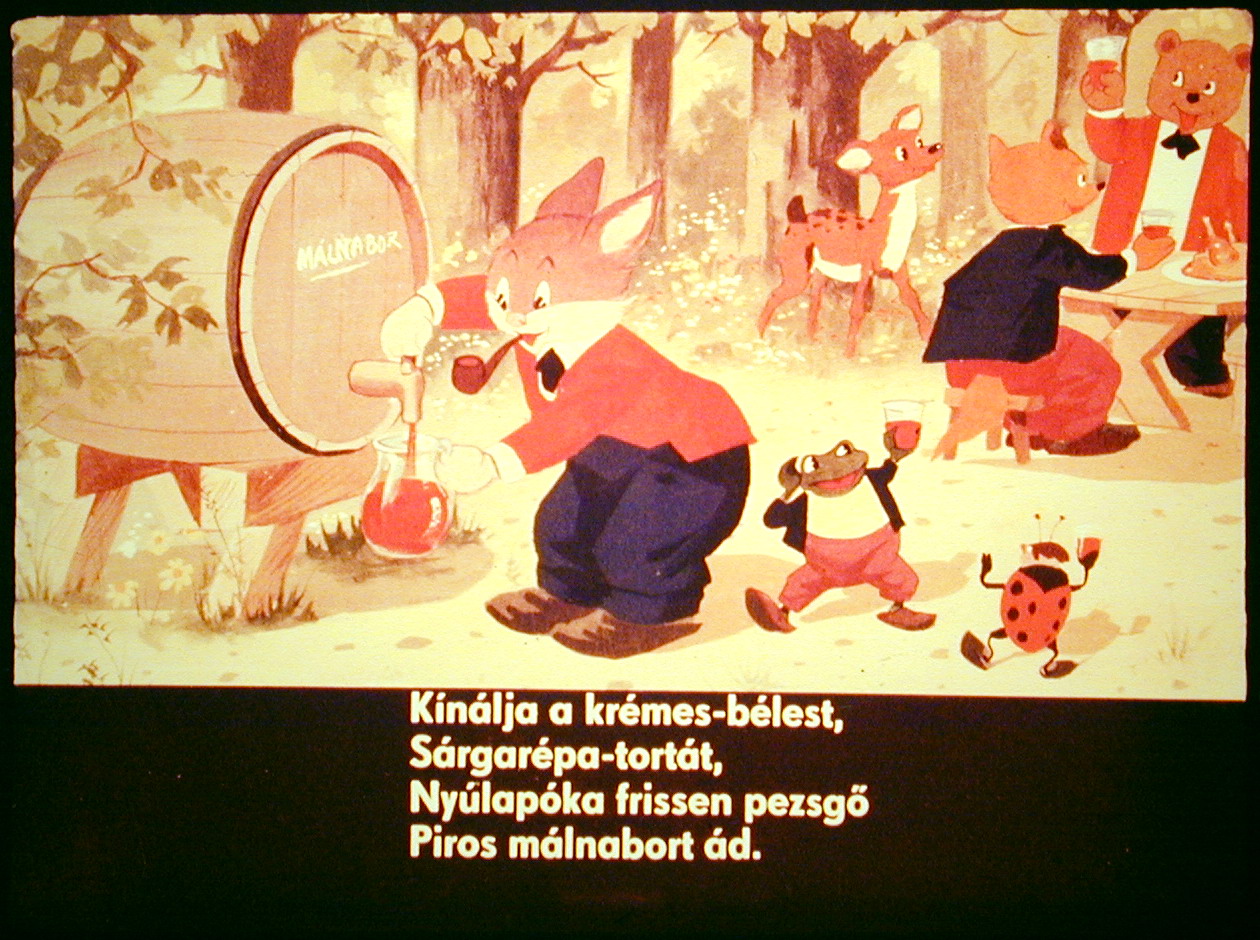 MÁLNABOR
Kínálja a krémes-bélest,
Sárgarépa-tortát,
Nyúlapóka frissen pezsgő
Piros málnabort ád.